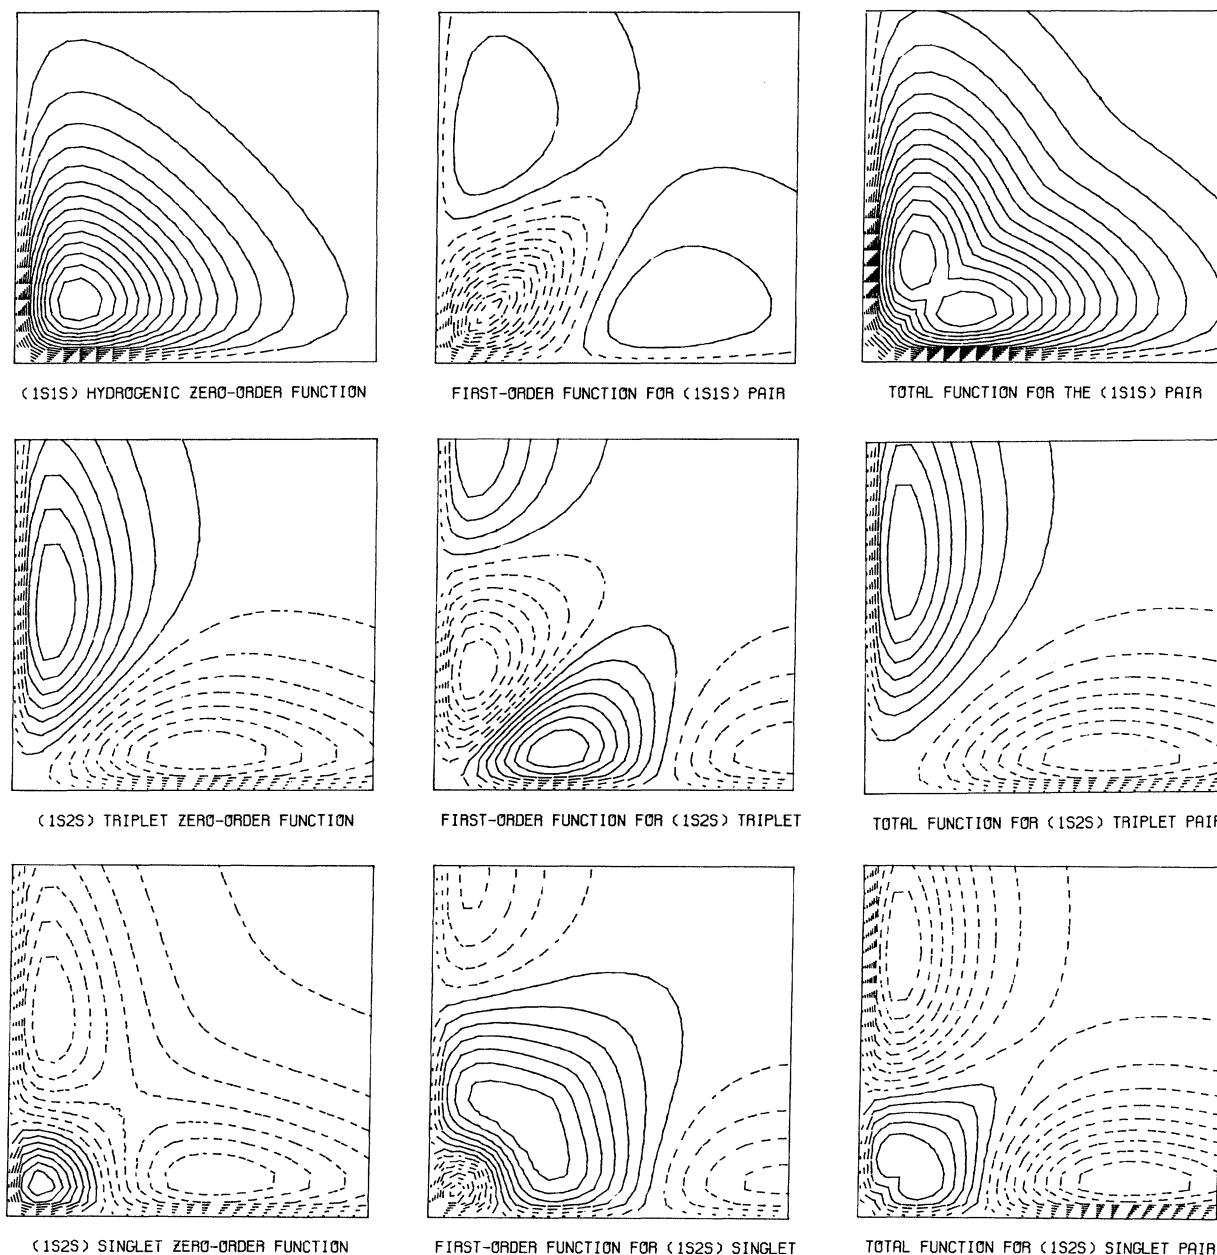 (1S1S) HYDROGENIC ZERO-ORDER FUNCTION
FIRST-ORDER FUNCTION FOR (1S1S) PAIR
TOTAL FUNCTION FOR THE (1S1S) PAIR
(1S2S) TRIPLET ZERO-ORDER FUNCTION
FIRST-ORDER FUNCTION FOR (1S2S) TRIPLET
TOTAL FUNCTION FOR (1S2S) TRIPLET PAIR
(1S2S) SINGLET ZERO-ORDER FUNCTION
FIRST-ORDER FUNCTION FOR (1S2S) SINGLET
TOTAL FUNCTION FOR (1S2S) SINGLET PAIR